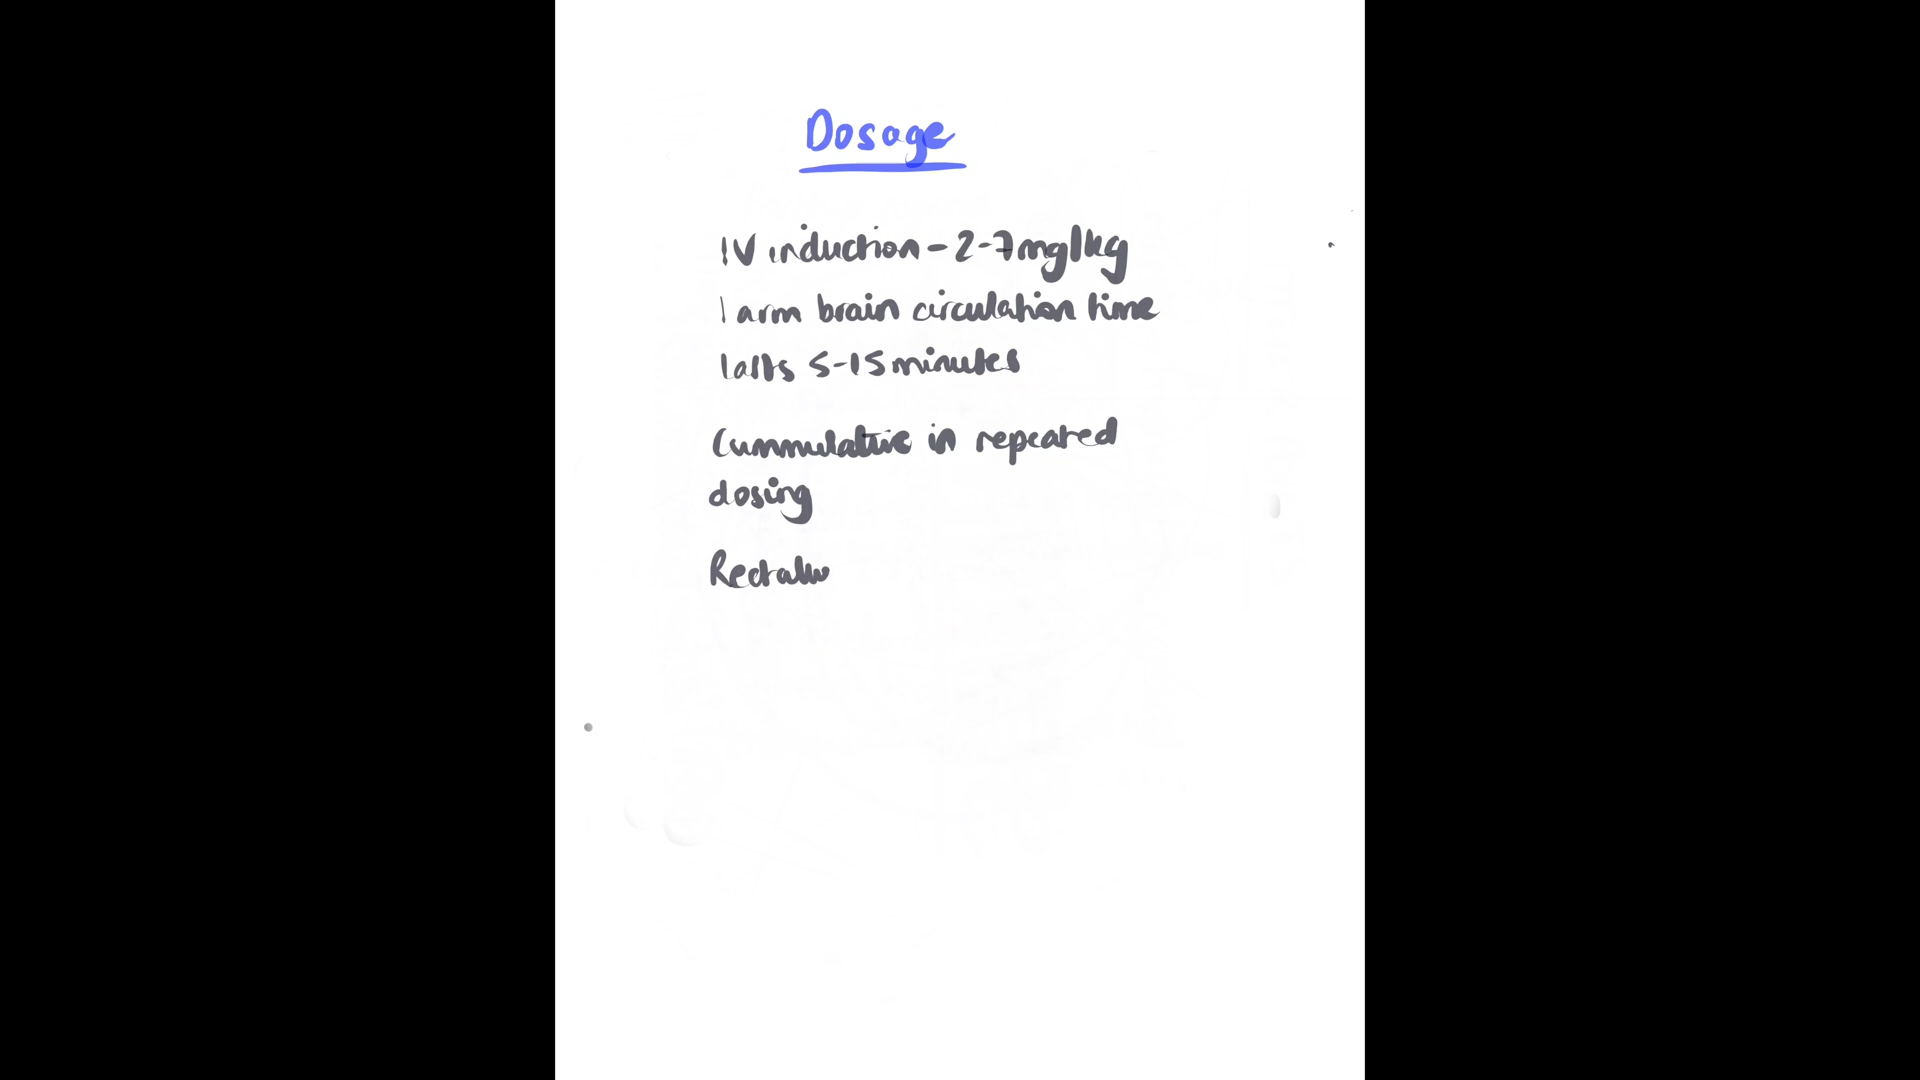 Dosage
IV induction - 2-7mg/kg
1 arm brain circulation time
lasts 5-15 minutes
Cummulative in repeated
dosing
Rectally